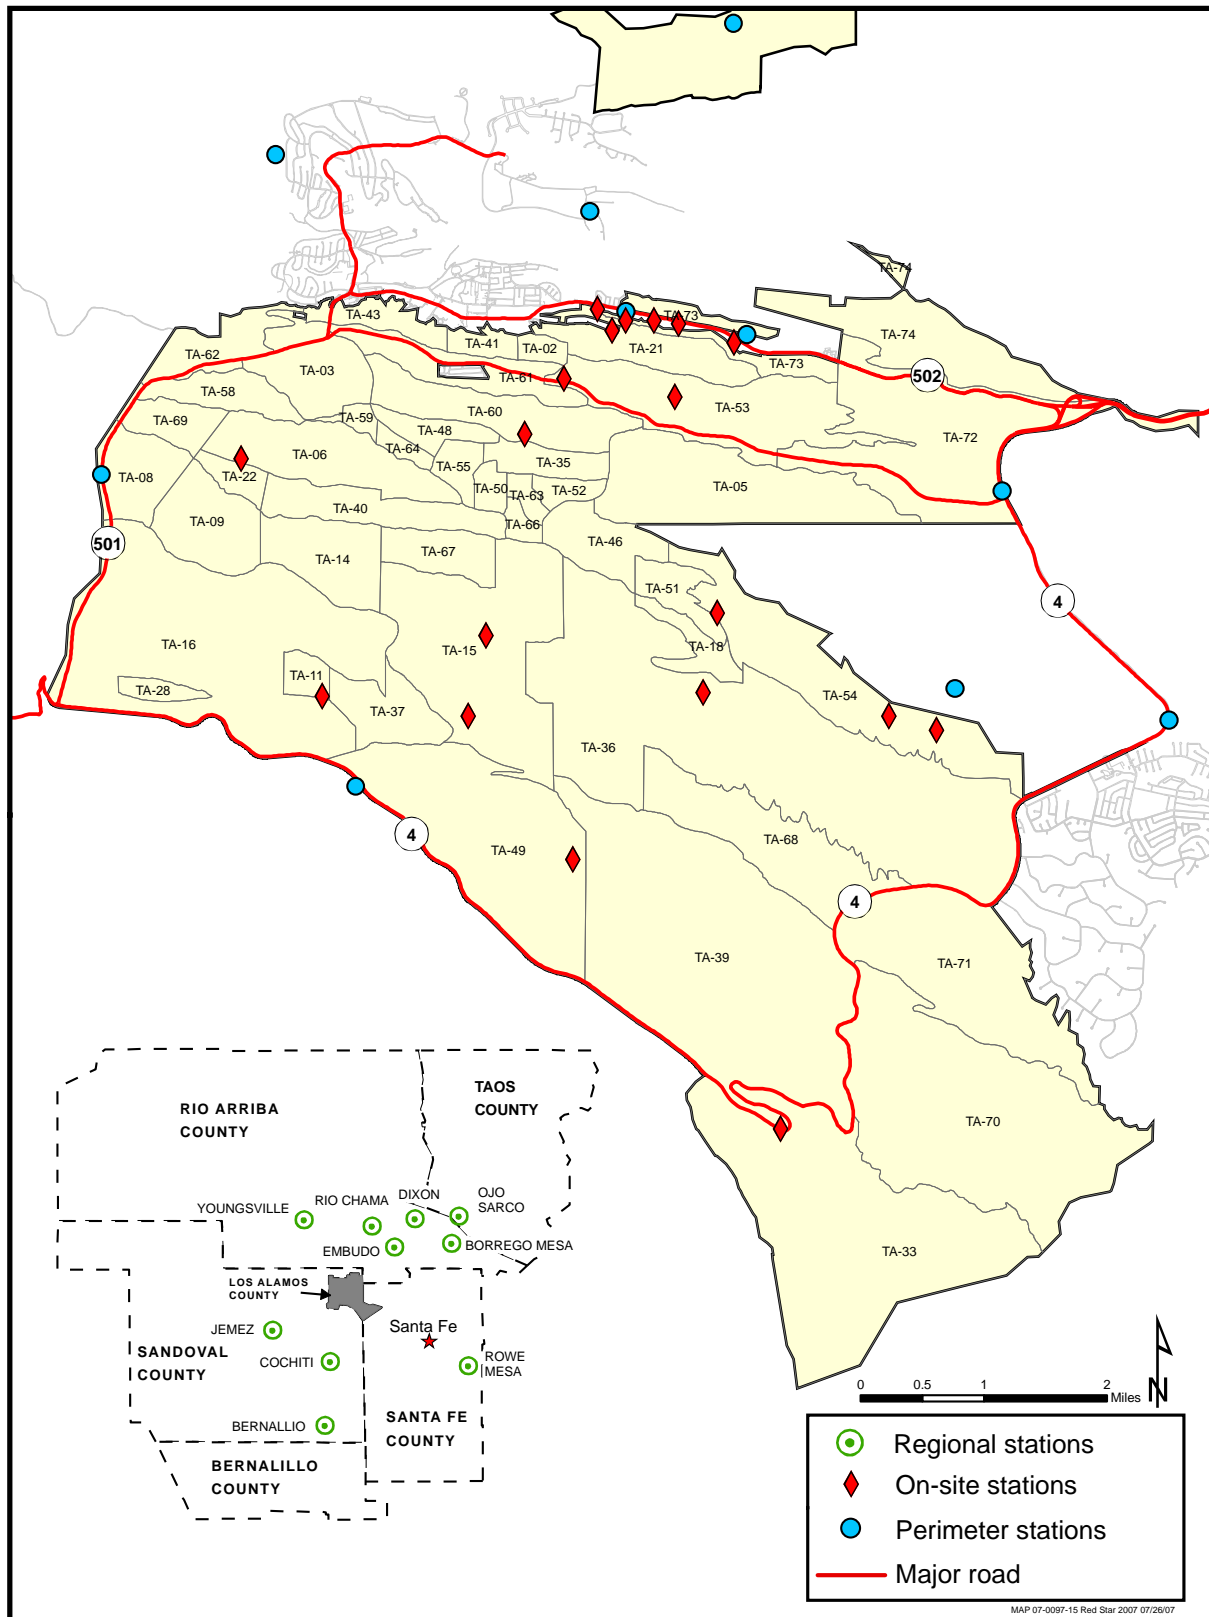 TA-74
TA-43
TA-73
TA-74
TA-41
TA-02
TA-21
TA-62
TA-03
TA-73
TA-61
502
TA-58
TA-53
TA-59
TA-60
TA-69
TA-48
TA-72
TA-64
TA-06
TA-35
TA-55
TA-08
TA-22
TA-50
TA-63
TA-52
TA-05
TA-40
TA-09
TA-66
501
TA-46
TA-67
TA-14
TA-51
4
TA-16
TA-15
TA-18
TA-11
TA-28
TA-54
TA-37
TA-36
4
TA-68
TA-49
4
TA-39
TA-71
TA-70
TA-33
RIO ARRIBA
COUNTY
TAOS
COUNTY
YOUNGSVILLE
RIO CHAMA
DIXON
OJO
SARCO
EMBUDO
BORREGO MESA
LOS ALAMOS
COUNTY
JEMEZ
Santa Fe
SANDOVAL
COUNTY
COCHITI
ROWE
MESA
BERNALLIO
SANTA FE
COUNTY
BERNALILLO
COUNTY
0 0.5 1 2
Miles
N
Regional stations
On-site stations
Perimeter stations
Major road
MAP 07-0097-15 Red Star 2007 07/26/07